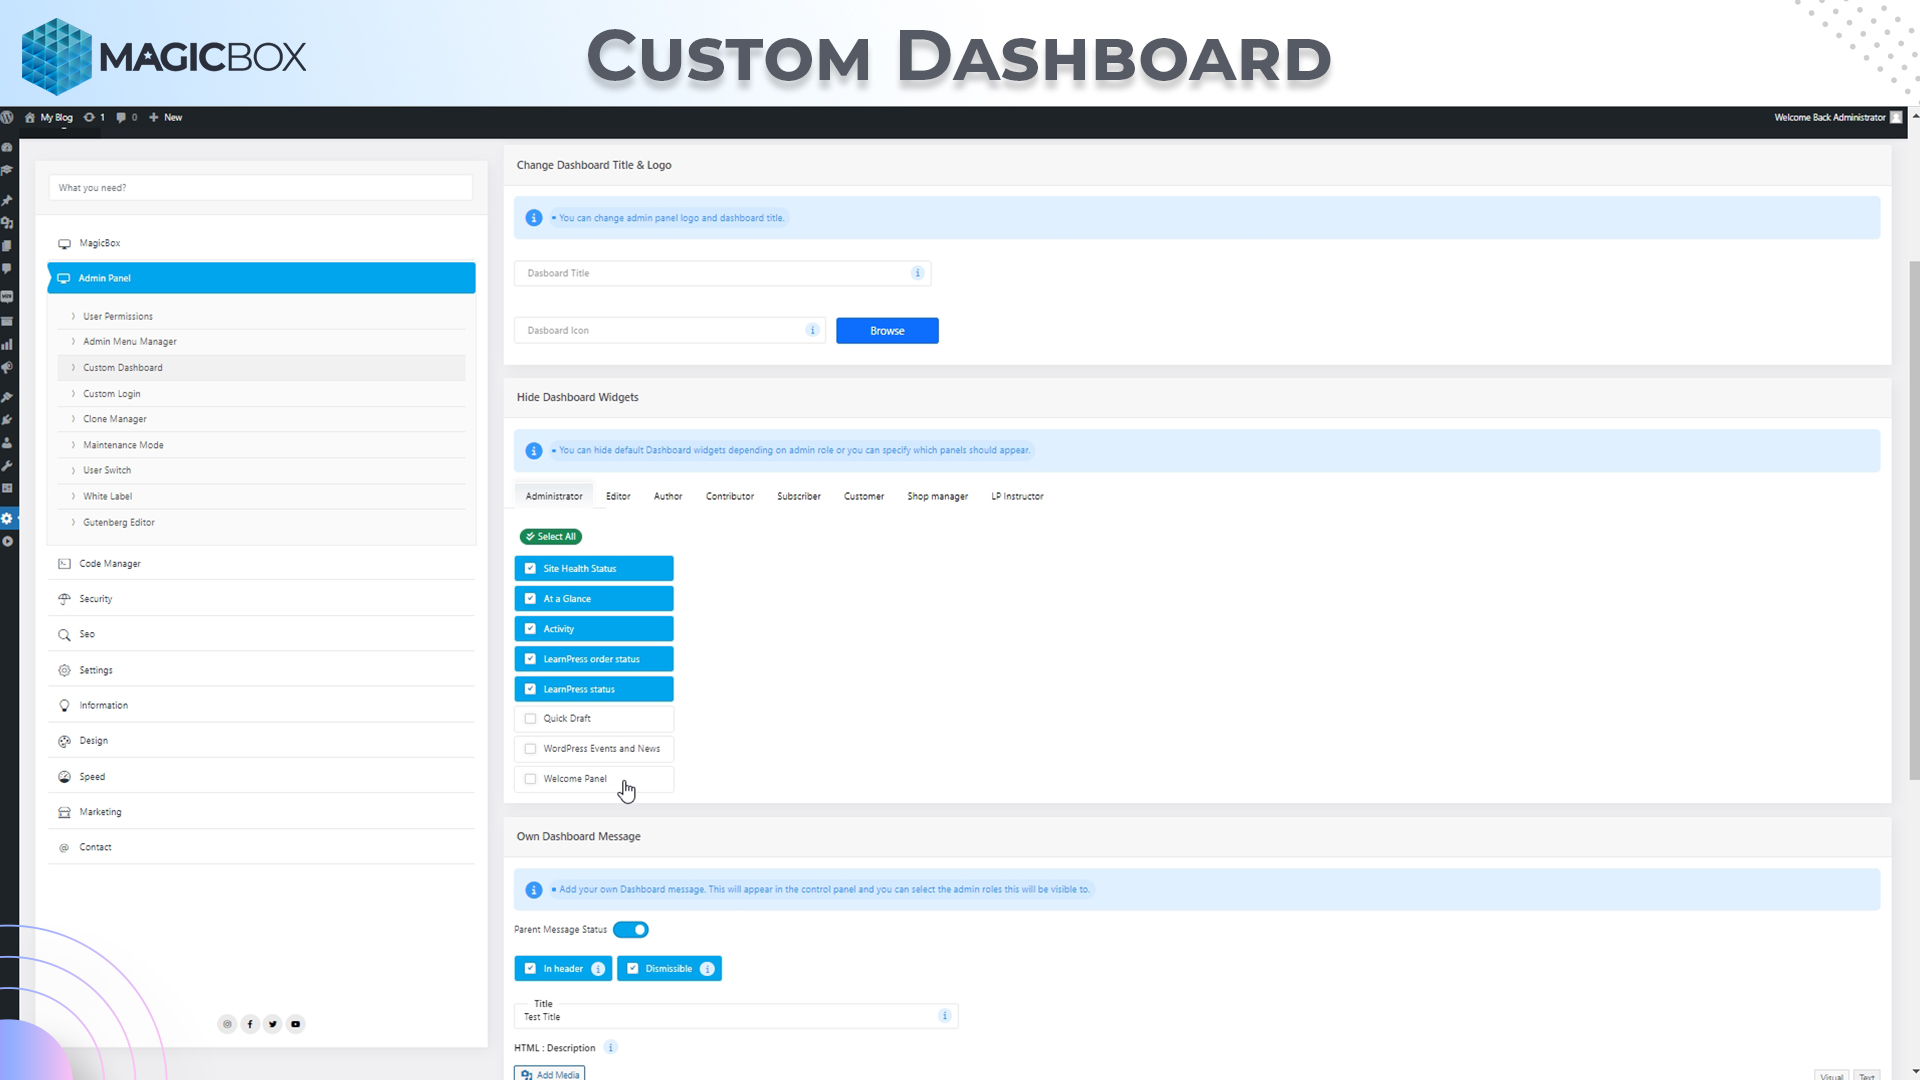 MAGICBOX
CUSTOM DASHBOARD
My Blog 1 0 New
Welcome Back Administrator
What you need?
MagicBox
Admin Panel
User Permissions
Admin Menu Manager
Custom Dashboard
Custom Login
Clone Manager
Maintenance Mode
User Switch
White Label
Gutenberg Editor
Code Manager
Security
Seo
Settings
Information
Design
Speed
Marketing
Contact
Change Dashboard Title & Logo
You can change admin panel logo and dashboard title.
Dasboard Title
Dasboard Icon
Browse
Hide Dashboard Widgets
You can hide default Dashboard widgets depending on admin role or you can specify which panels should appear.
Administrator Editor Author Contributor Subscriber Customer Shop manager LP Instructor
Select All
Site Health Status
At a Glance
Activity
LearnPress order status
LearnPress status
Quick Draft
WordPress Events and News
Welcome Panel
Own Dashboard Message
Add your own Dashboard message. This will appear in the control panel and you can select the admin roles this will be visible to.
Parent Message Status
In header Dismissible
Title
Test Title
HTML : Description
Add Media
Visual Text